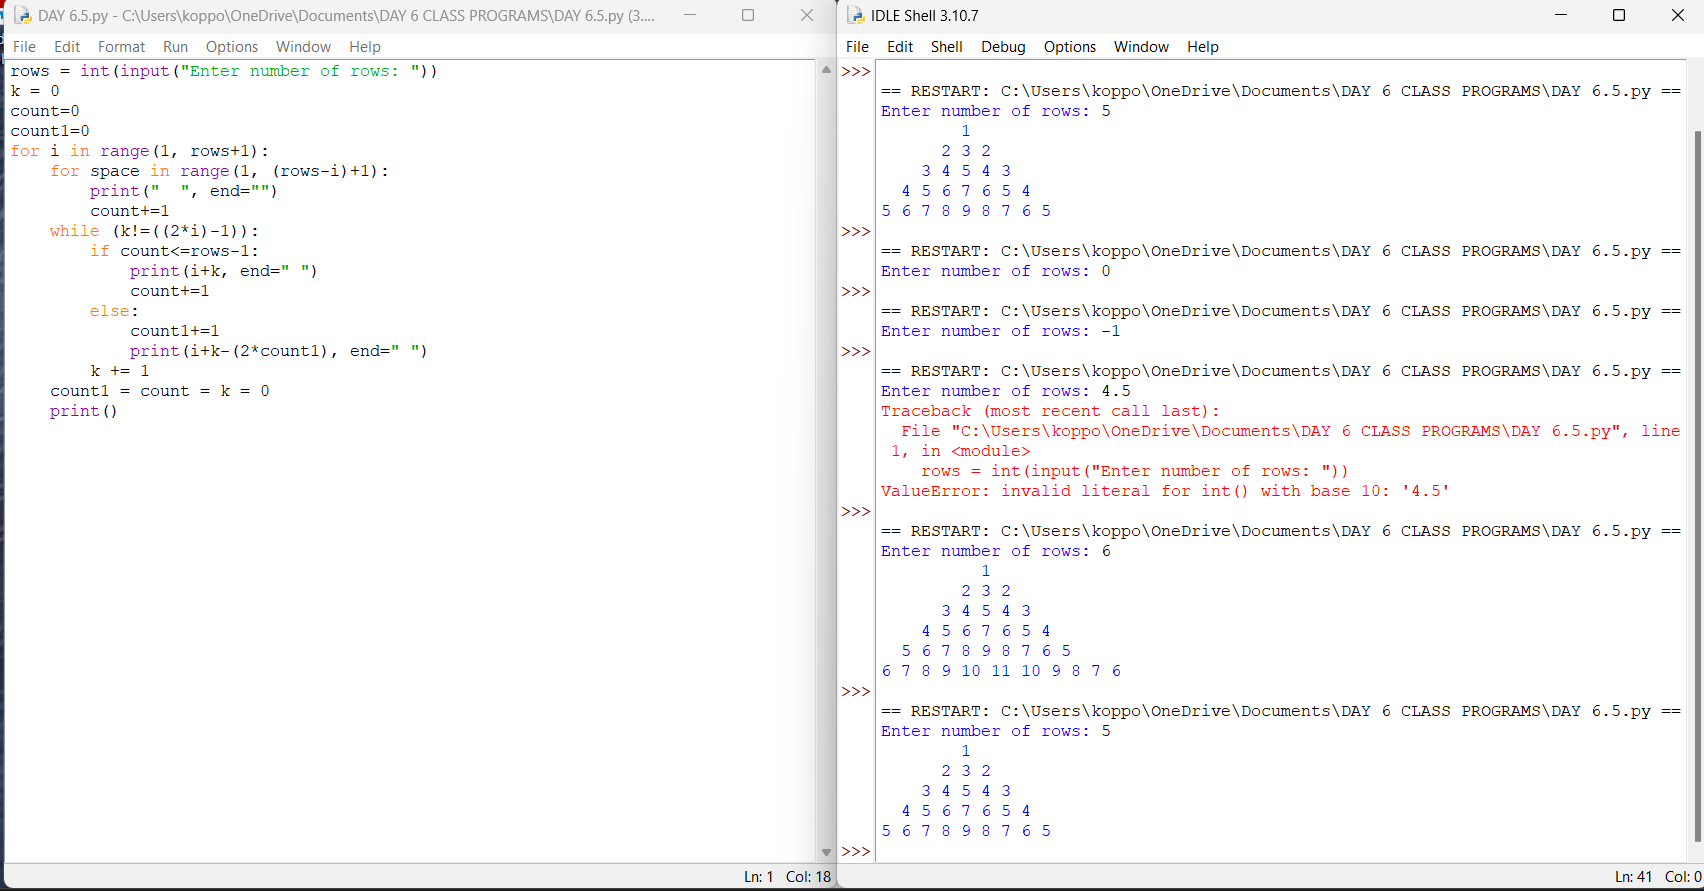 DAY 6.5.py - C:\Users\koppo\OneDrive\Documents\DAY 6 CLASS PROGRAMS\DAY 6.5.py (3....
File Edit Format Run Options Window Help
rows = int(input("Enter number of rows: "))
k = 0
count=0
count1=0
for i in range(1, rows+1):
    for space in range(1, (rows-i)+1):
        print("  ", end="")
        count+=1
    while (k!=((2*i)-1)):
        if count<=rows-1:
            print(i+k, end=" ")
            count+=1
        else:
            count1+=1
            print(i+k-(2*count1), end=" ")
        k += 1
    count1 = count = k = 0
    print()
Ln: 1 Col: 18
IDLE Shell 3.10.7
File Edit Shell Debug Options Window Help
>>>
== RESTART: C:\Users\koppo\OneDrive\Documents\DAY 6 CLASS PROGRAMS\DAY 6.5.py ==
Enter number of rows: 5
        1
      2 3 2
    3 4 5 4 3
  4 5 6 7 6 5 4
5 6 7 8 9 8 7 6 5
>>>
== RESTART: C:\Users\koppo\OneDrive\Documents\DAY 6 CLASS PROGRAMS\DAY 6.5.py ==
Enter number of rows: 0
>>>
== RESTART: C:\Users\koppo\OneDrive\Documents\DAY 6 CLASS PROGRAMS\DAY 6.5.py ==
Enter number of rows: -1
>>>
== RESTART: C:\Users\koppo\OneDrive\Documents\DAY 6 CLASS PROGRAMS\DAY 6.5.py ==
Enter number of rows: 4.5
Traceback (most recent call last):
  File "C:\Users\koppo\OneDrive\Documents\DAY 6 CLASS PROGRAMS\DAY 6.5.py", line
 1, in <module>
    rows = int(input("Enter number of rows: "))
ValueError: invalid literal for int() with base 10: '4.5'
>>>
== RESTART: C:\Users\koppo\OneDrive\Documents\DAY 6 CLASS PROGRAMS\DAY 6.5.py ==
Enter number of rows: 6
          1
        2 3 2
      3 4 5 4 3
    4 5 6 7 6 5 4
  5 6 7 8 9 8 7 6 5
6 7 8 9 10 11 10 9 8 7 6
>>>
== RESTART: C:\Users\koppo\OneDrive\Documents\DAY 6 CLASS PROGRAMS\DAY 6.5.py ==
Enter number of rows: 5
        1
      2 3 2
    3 4 5 4 3
  4 5 6 7 6 5 4
5 6 7 8 9 8 7 6 5
>>>
Ln: 41 Col: 0